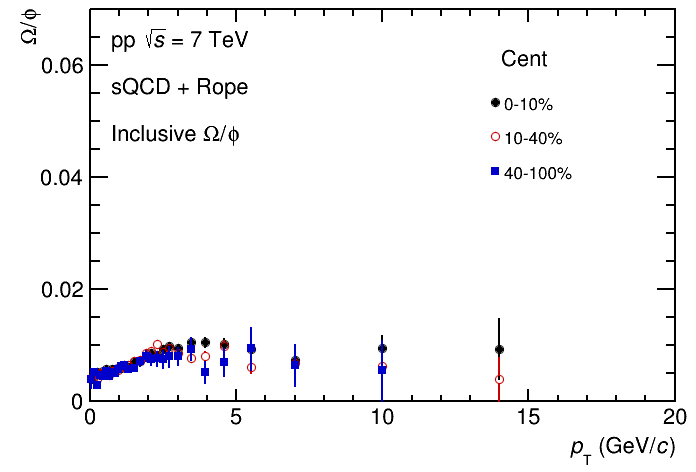 Ω/ϕ
pp √s = 7 TeV
sQCD + Rope
Inclusive Ω/ϕ
Cent
0-10%
10-40%
40-100%
0.06
0.04
0.02
0
0 5 10 15 20
p_T (GeV/c)